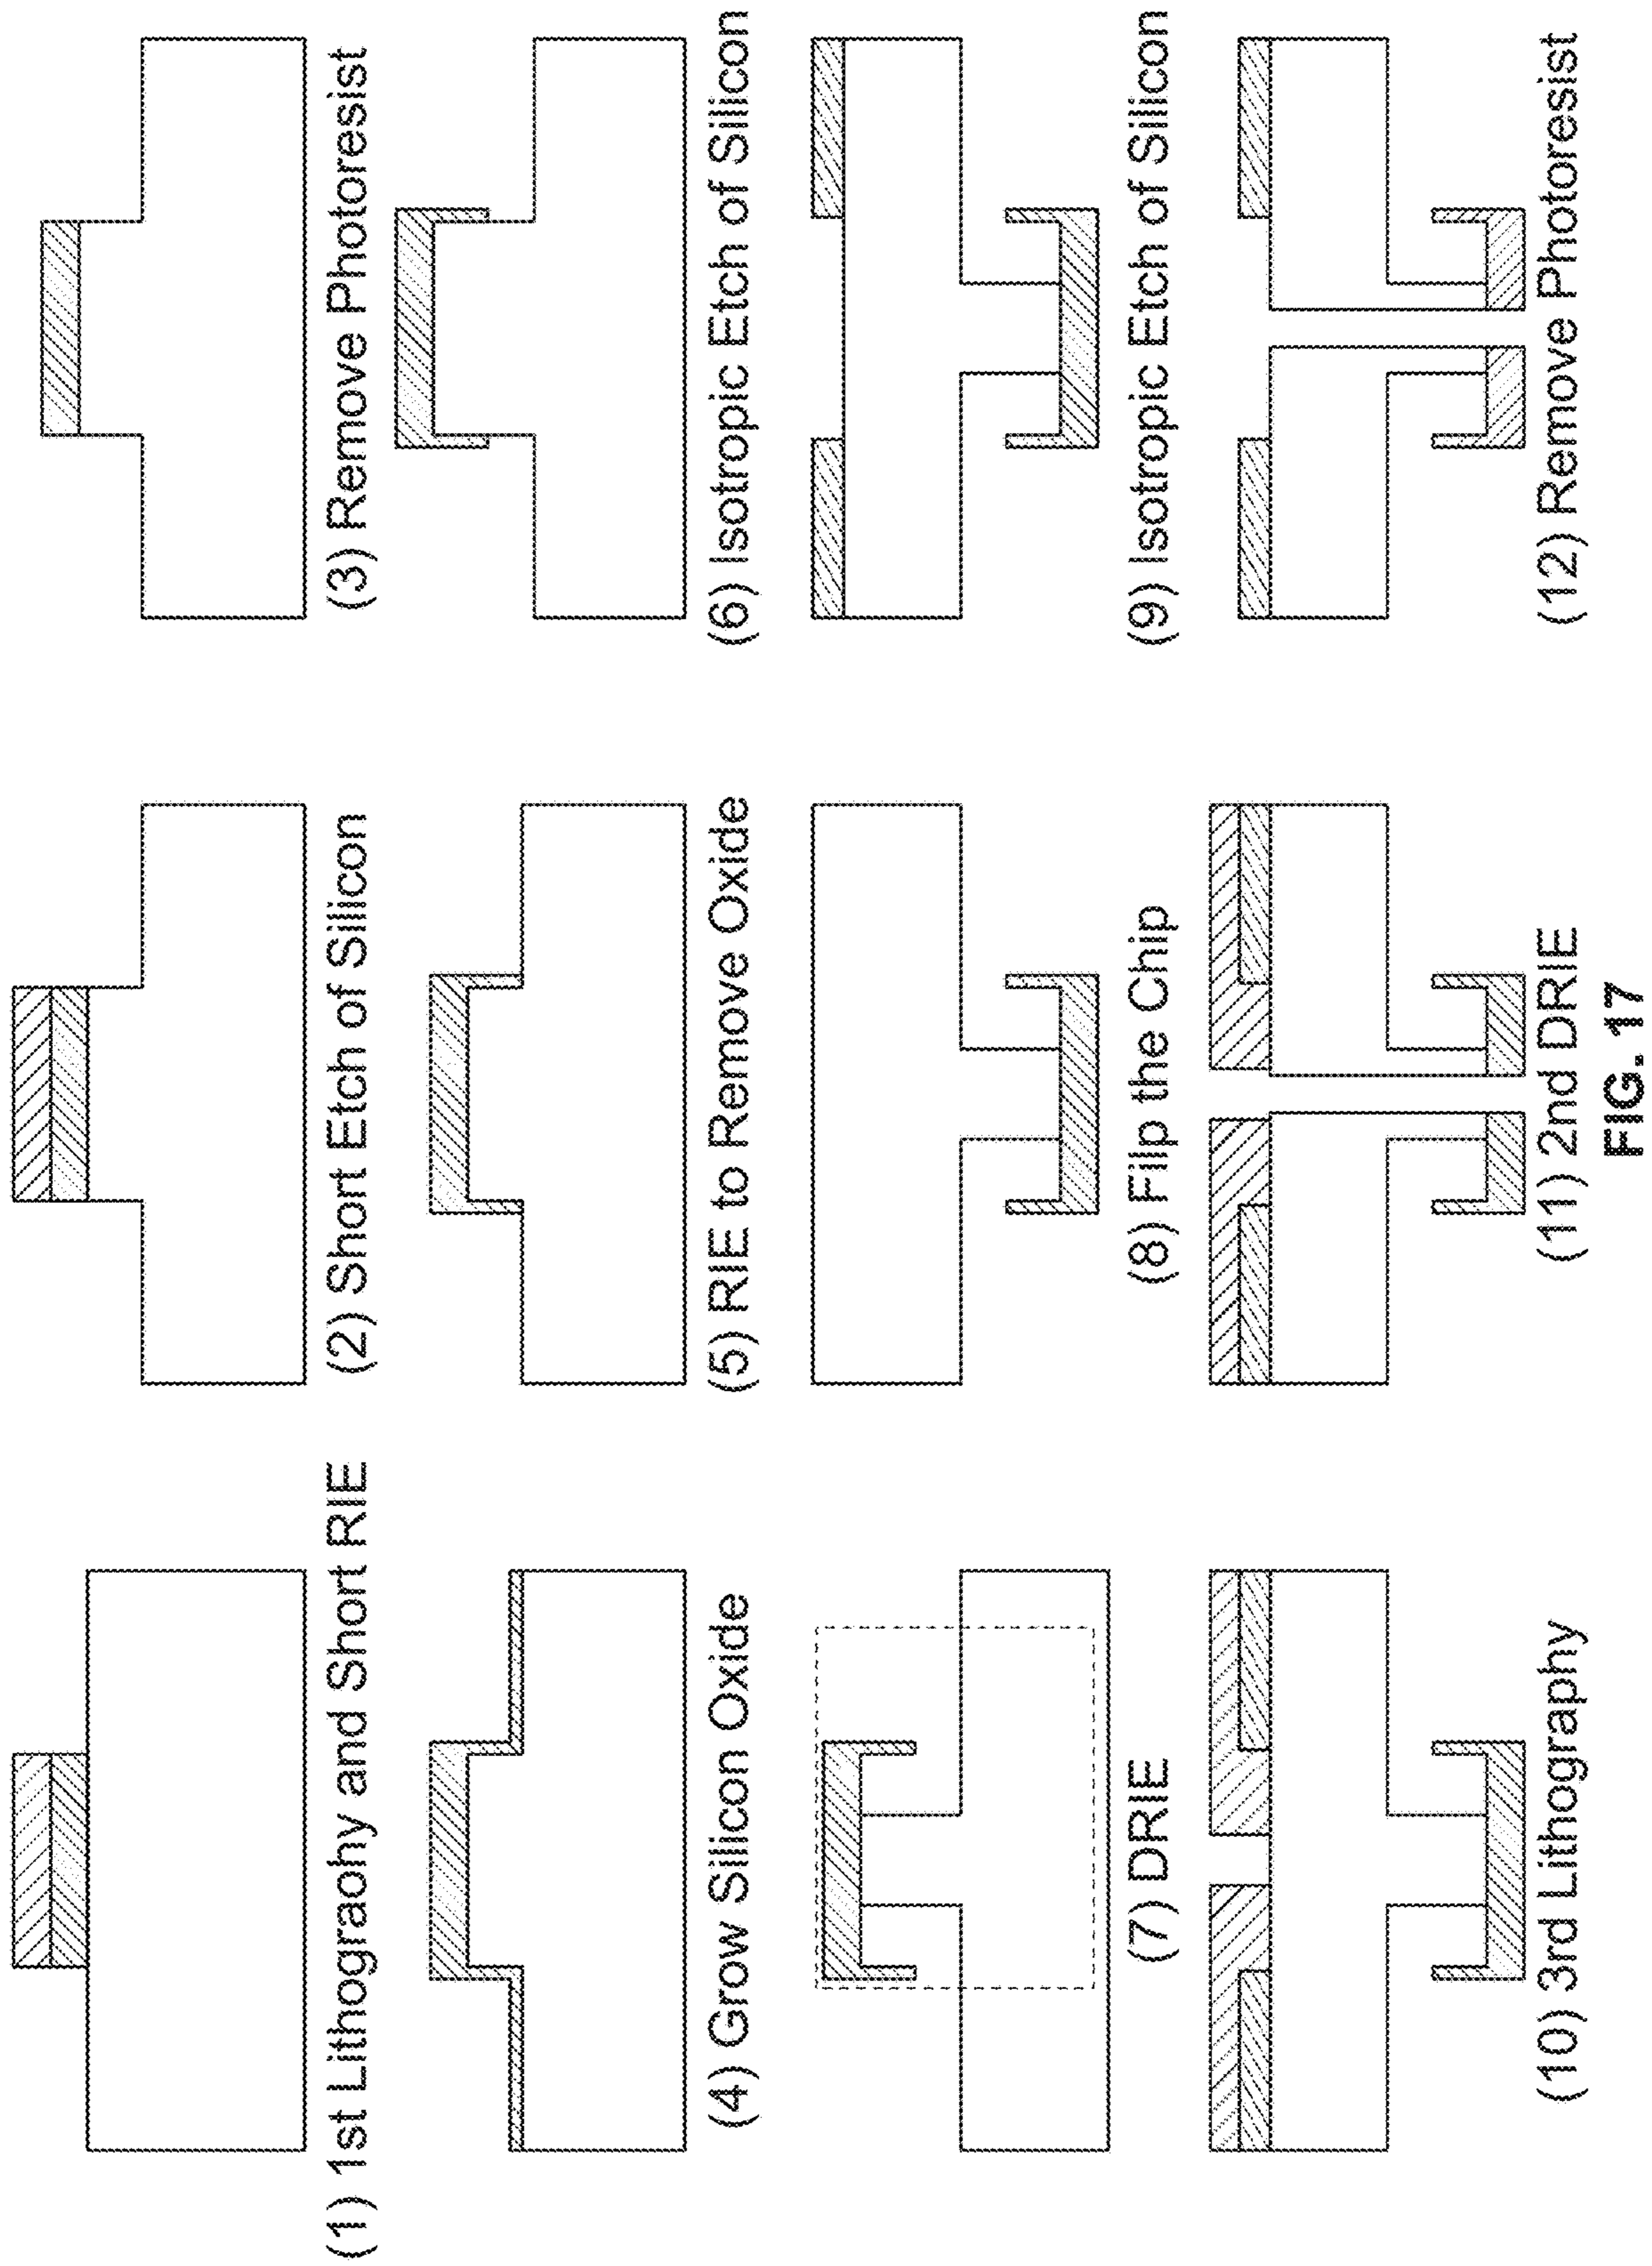 (1) 1st Lithograohy and Short RIE
(2) Short Etch of Silicon
(3) Remove Photoresist
(4) Grow Silicon Oxide
(5) RIE to Remove Oxide
(6) Isotropic Etch of Silicon
(7) DRIE
(8) Filp the Chip
(9) Isotropic Etch of Silicon
(10) 3rd Lithography
(11) 2nd DRIE
(12) Remove Photoresist
FIG. 17